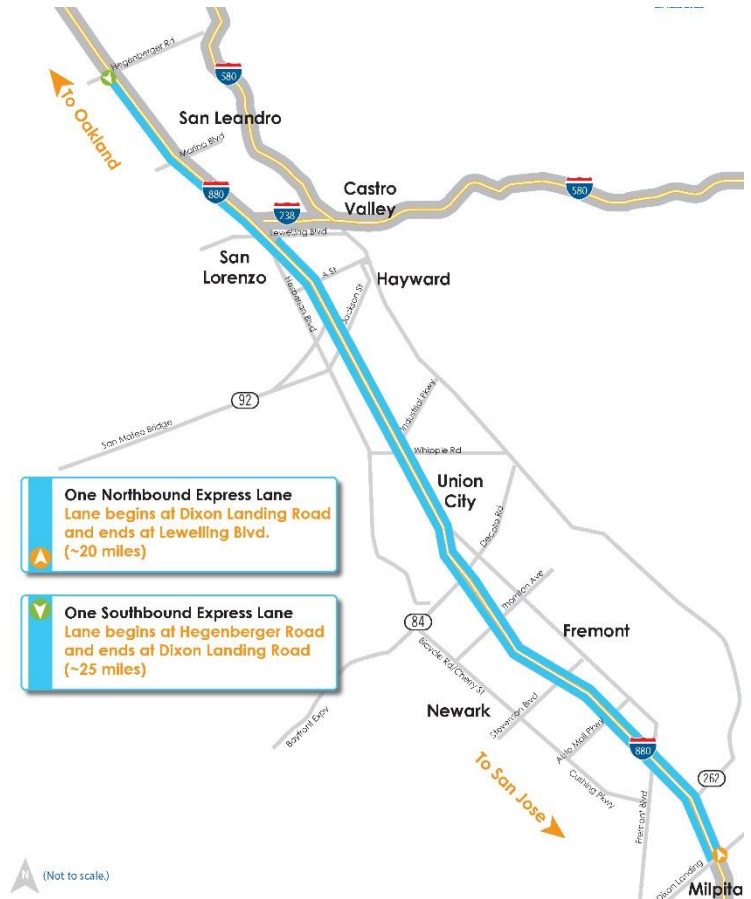 Hegenberger Rd
580
To Oakland
San Leandro
Marina Blvd
880
Castro
Valley
580
238
Lewelling Blvd
San
Lorenzo
A St
Hayward
Hesperian Blvd
Jackson St
92
San Mateo Bridge
Industrial Pkwy
Whipple Rd
One Northbound Express Lane
Lane begins at Dixon Landing Road
and ends at Lewelling Blvd.
(~20 miles)
Union
City
Decoto Rd
One Southbound Express Lane
Lane begins at Hegenberger Road
and ends at Dixon Landing Road
(~25 miles)
Thornton Ave
84
Fremont
Bicycle Rd/Cherry St
Newark
Stevenson Blvd
Bayfront Expy
Auto Mall Pkwy
880
To San Jose
262
Cushing Pkwy
Fremont Blvd
Dixon Landing
N
(Not to scale.)
Milpita